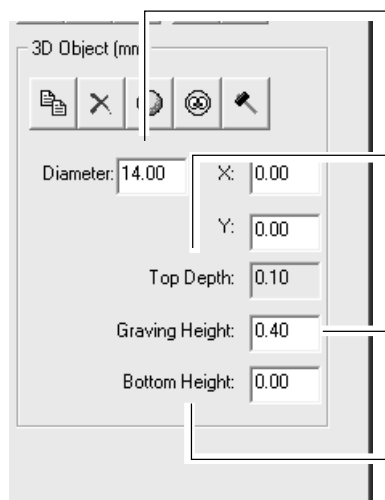 3D Object (mm
Diameter: 14.00 X: 0.00
Y: 0.00
Top Depth: 0.10
Graving Height: 0.40
Bottom Height: 0.00